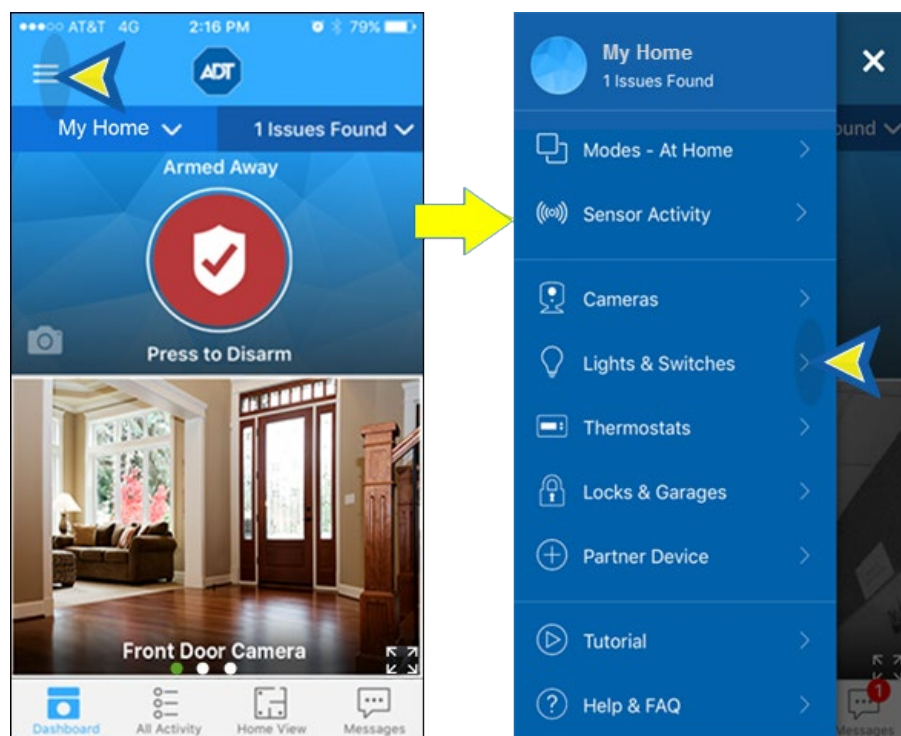 AT&T 4G 2:16 PM 79%
ADT
My Home 1 Issues Found
Armed Away
Press to Disarm
Front Door Camera
Dashboard All Activity Home View Messages
My Home
1 Issues Found
Modes - At Home
Sensor Activity
Cameras
Lights & Switches
Thermostats
Locks & Garages
Partner Device
Tutorial
Help & FAQ
ound
1
Messages